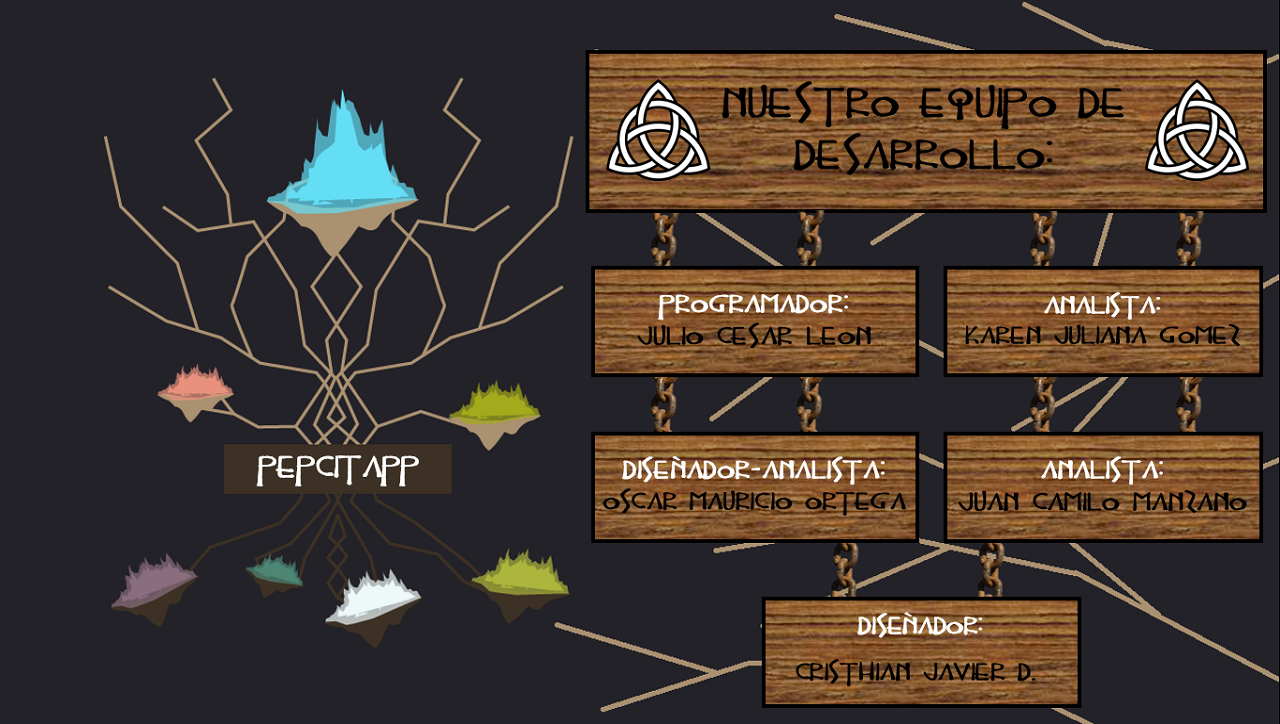 NUESTRO EQUIPO DE
DESARROLLO:
PROGRAMADOR:
JULIO CESAR LEON
ANALISTA:
KAREN JULIANA GOMEZ
DISEÑADOR-ANALISTA:
OSCAR MAURICIO ORTEGA
ANALISTA:
JUAN CAMILO MANZANO
DISEÑADOR:
CRISTHIAN JAVIER D.
PEPCITAPP